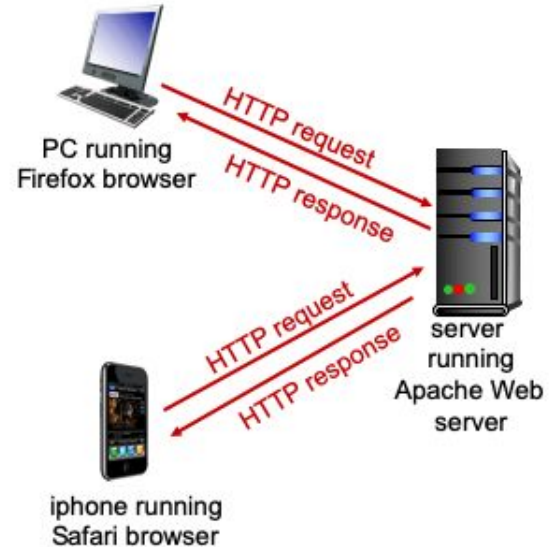 HTTP request
HTTP response
PC running
Firefox browser
HTTP request
HTTP response
server
running
Apache Web
server
iphone running
Safari browser